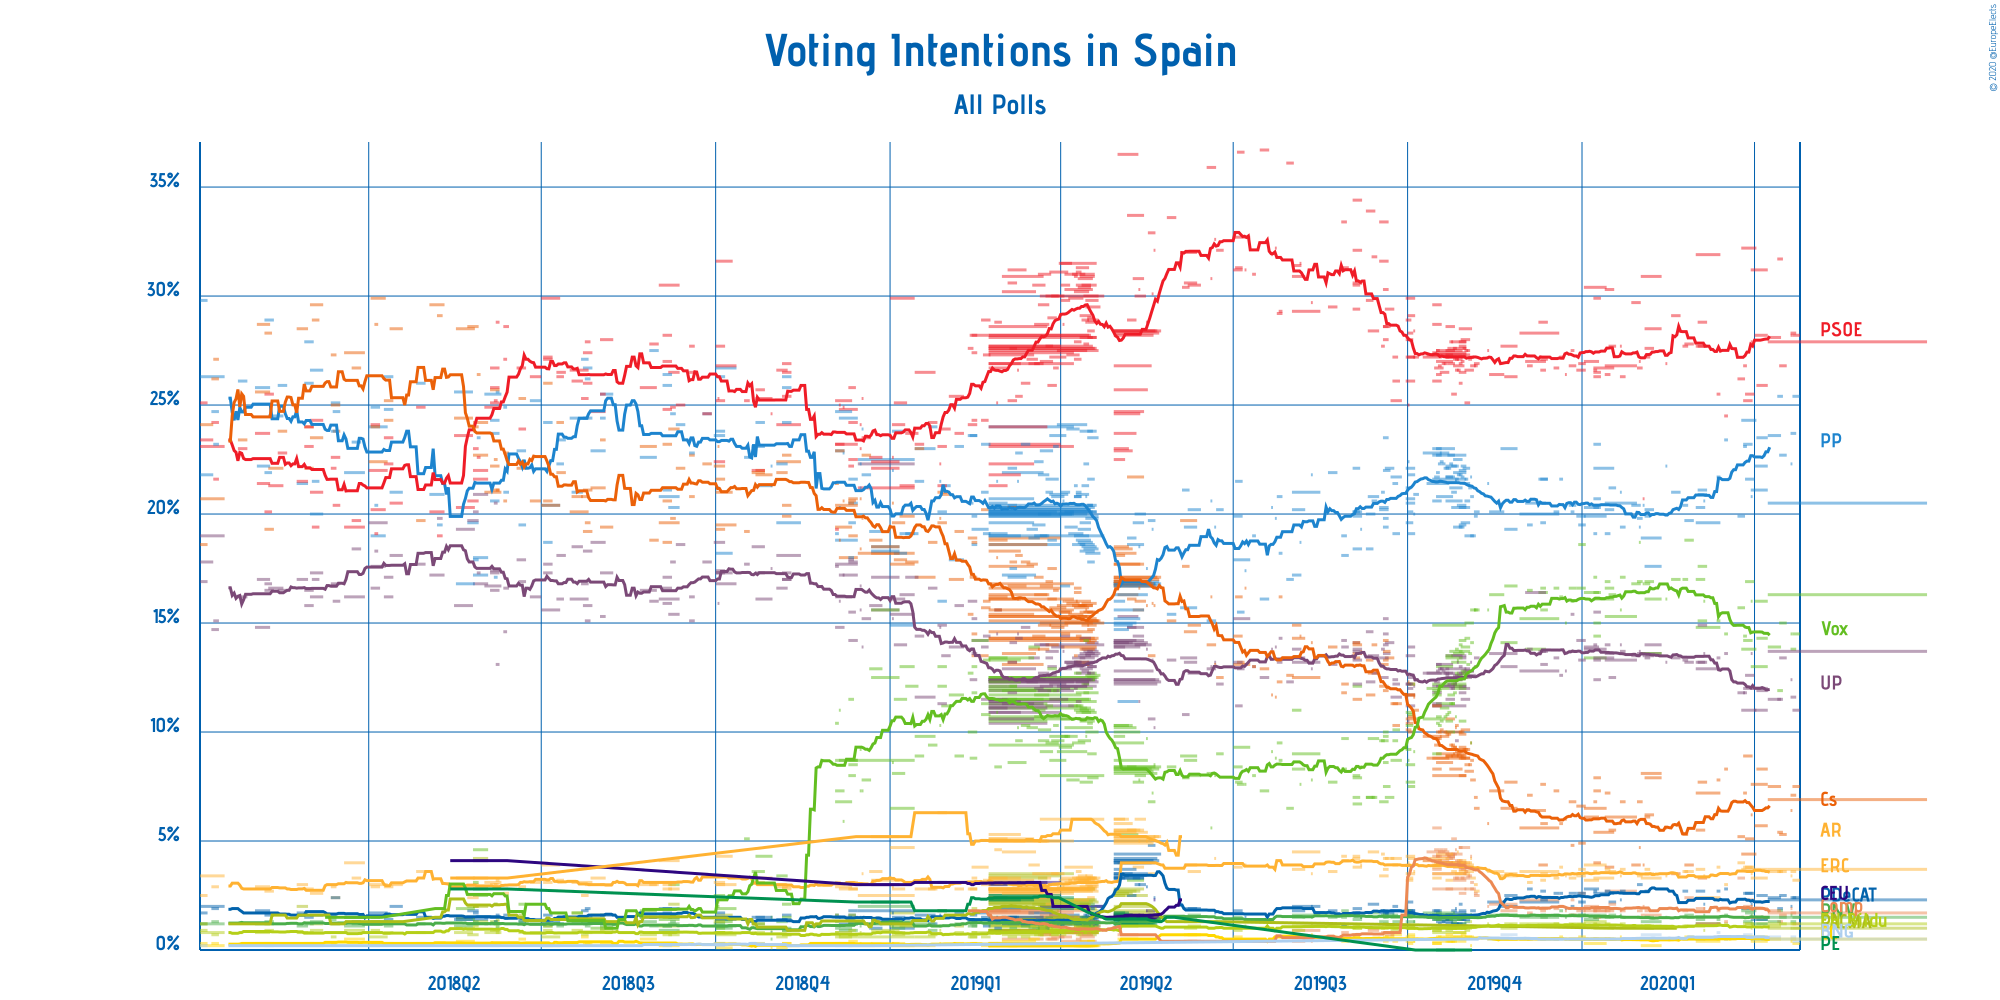 © 2020 @EuropeElects
Voting Intentions in Spain
All Polls
35%
30%
25%
20%
15%
10%
5%
0%
PSOE
PP
Vox
UP
Cs
AR
ERC
PE
2018Q2
2018Q3
2018Q4
2019Q1
2019Q2
2019Q3
2019Q4
2020Q1